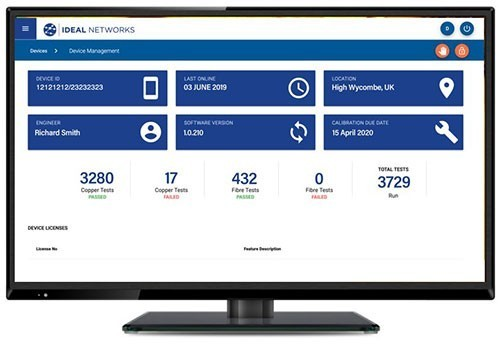 IDEAL NETWORKS
D
Devices > Device Management
DEVICE ID
12121212/23232323
LAST ONLINE
03 JUNE 2019
LOCATION
High Wycombe, UK
ENGINEER
Richard Smith
SOFTWARE VERSION
1.0.210
CALIBRATION DUE DATE
15 April 2020
3280
Copper Tests
PASSED
17
Copper Tests
FAILED
432
Fibre Tests
PASSED
0
Fibre Tests
FAILED
TOTAL TESTS
3729
Run
DEVICE LICENSES
License No
Feature Description